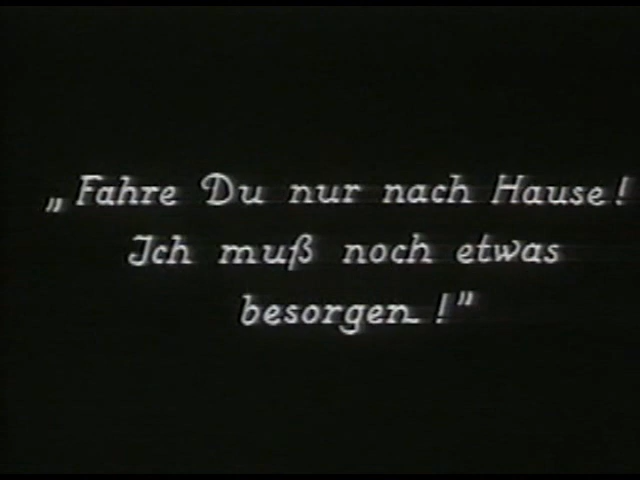 „Fahre Du nur nach Hause!
Ich muß noch etwas
besorgen!”